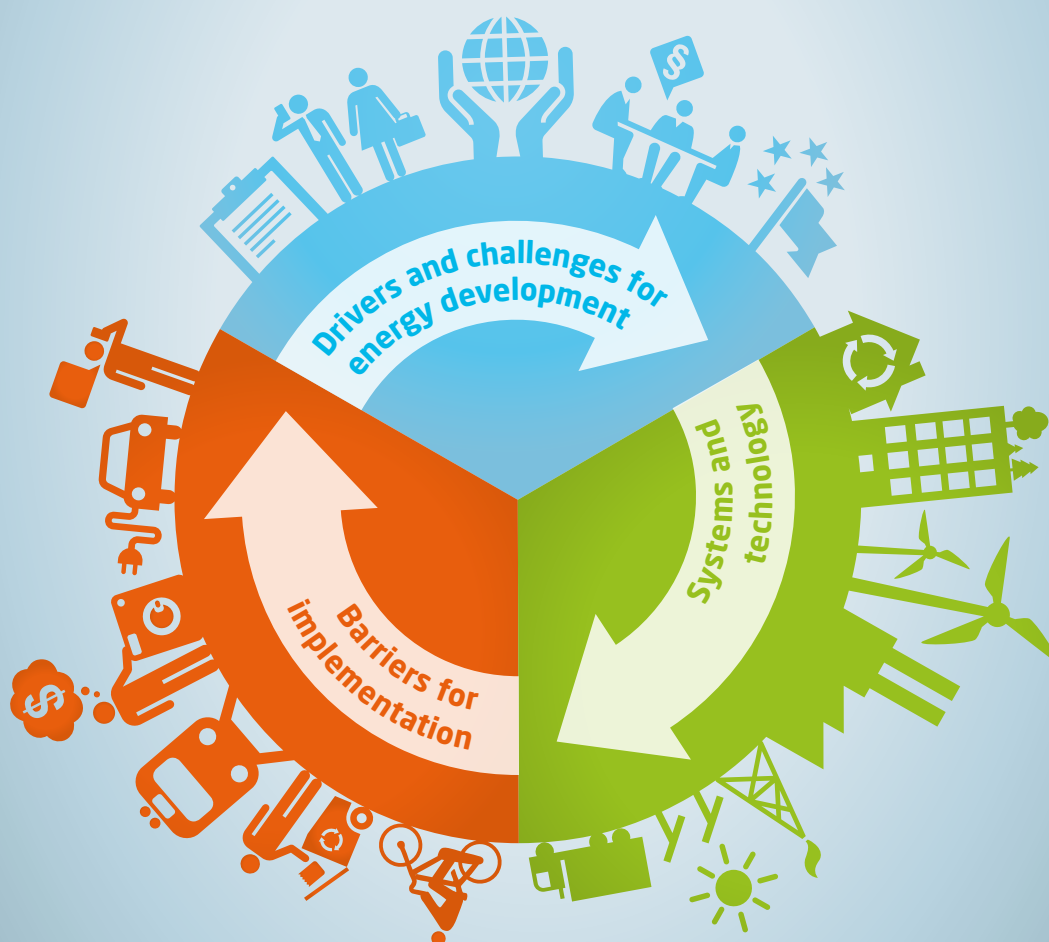 §
Drivers and challenges for
energy development
Systems and
technology
Barriers for
implementation
$